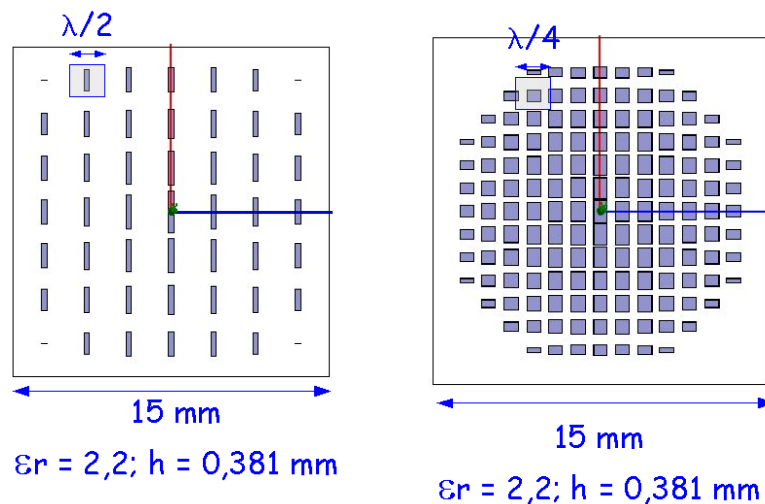 λ/2
15 mm
εr = 2,2; h = 0,381 mm
λ/4
15 mm
εr = 2,2; h = 0,381 mm